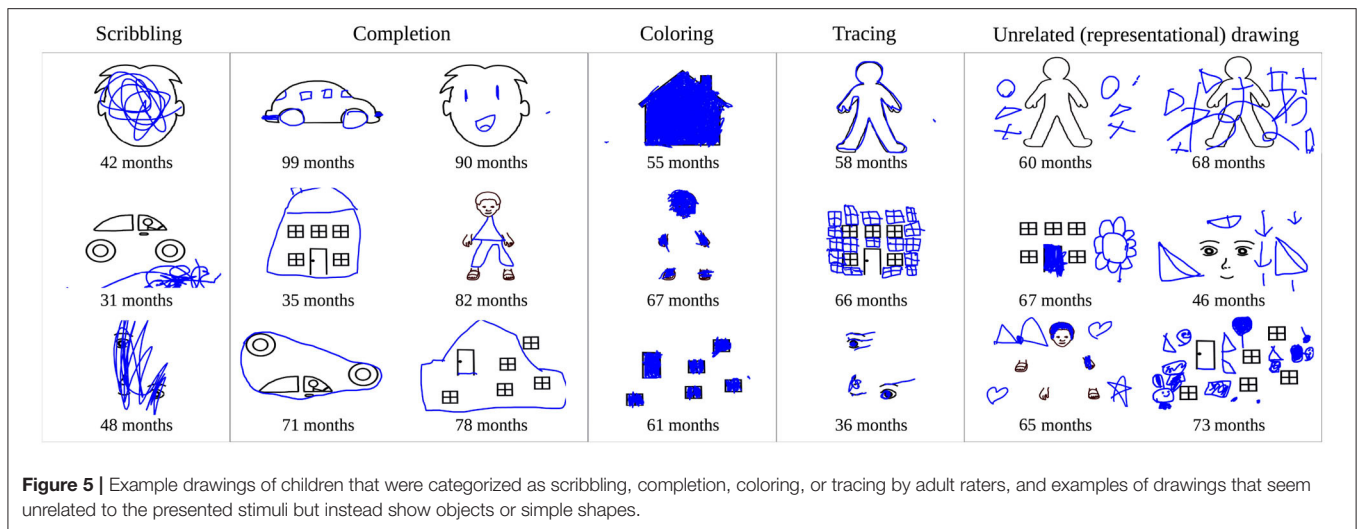 Scribbling Completion Coloring Tracing Unrelated (representational) drawing
42 months 99 months 90 months 55 months 58 months 60 months 68 months
31 months 35 months 82 months 67 months 66 months 67 months 46 months
48 months 71 months 78 months 61 months 36 months 65 months 73 months
Figure 5 | Example drawings of children that were categorized as scribbling, completion, coloring, or tracing by adult raters, and examples of drawings that seem
unrelated to the presented stimuli but instead show objects or simple shapes.